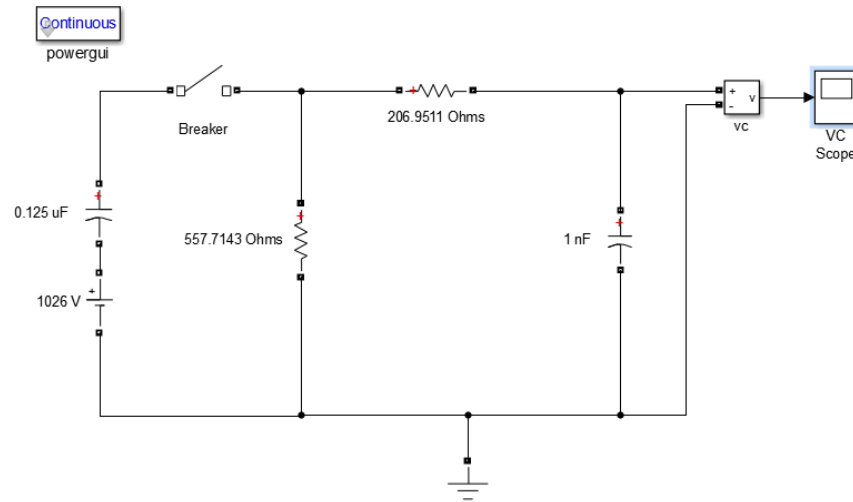 Continuous
powergui
Breaker
206.9511 Ohms
+
-
v
vc
VC
Scope
0.125 uF
557.7143 Ohms
1 nF
+
1026 V